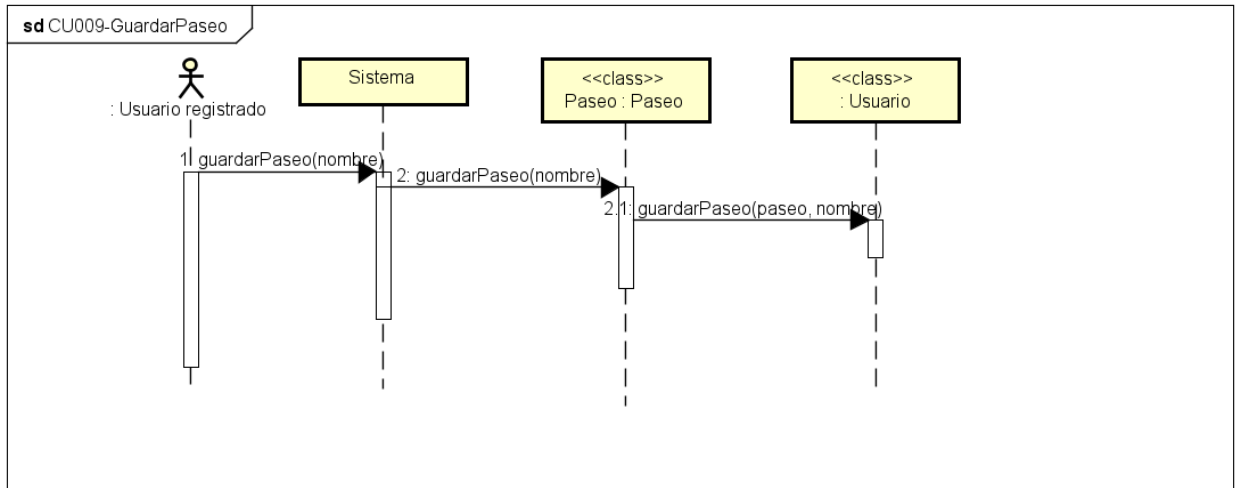 sd CU009-GuardarPaseo
: Usuario registrado
Sistema
<<class>>
Paseo : Paseo
<<class>>
: Usuario
1: guardarPaseo(nombre)
2: guardarPaseo(nombre)
2.1: guardarPaseo(paseo, nombre)